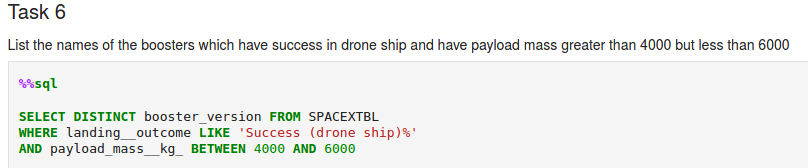 Task 6
List the names of the boosters which have success in drone ship and have payload mass greater than 4000 but less than 6000
%%sql
SELECT DISTINCT booster_version FROM SPACEXTBL
WHERE landing__outcome LIKE 'Success (drone ship)%'
AND payload_mass__kg_ BETWEEN 4000 AND 6000